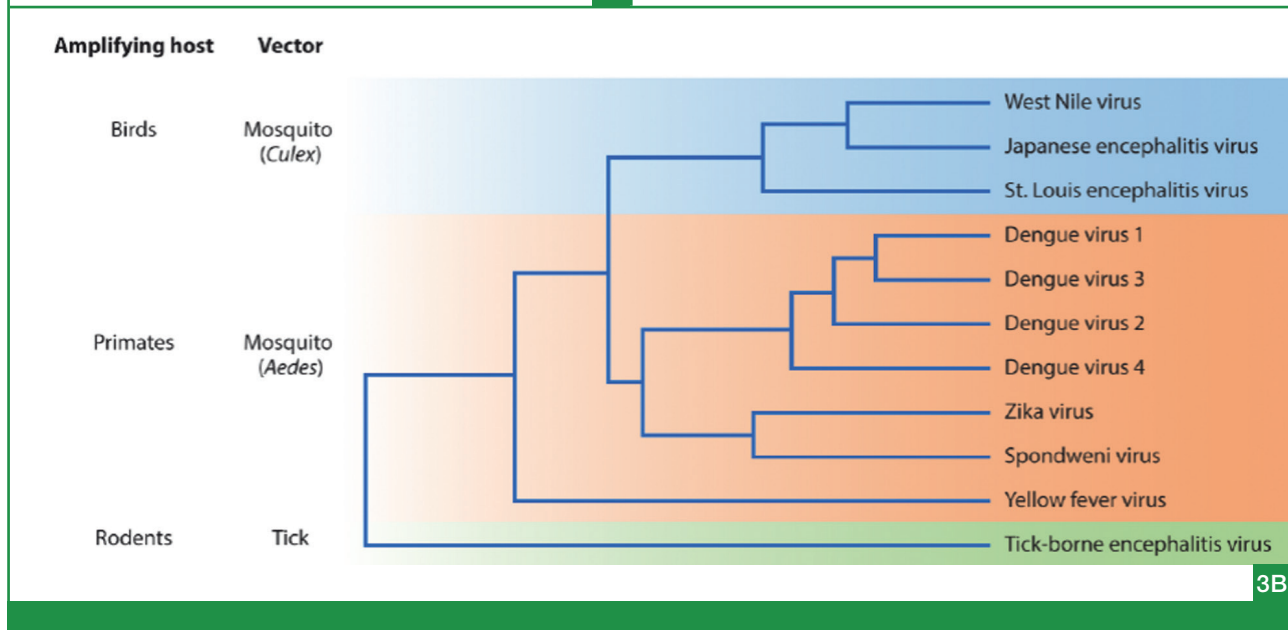 Amplifying host Vector
Birds
Mosquito
(Culex)
Primates
Mosquito
(Aedes)
Rodents
Tick
West Nile virus
Japanese encephalitis virus
St. Louis encephalitis virus
Dengue virus 1
Dengue virus 3
Dengue virus 2
Dengue virus 4
Zika virus
Spondweni virus
Yellow fever virus
Tick-borne encephalitis virus
3B